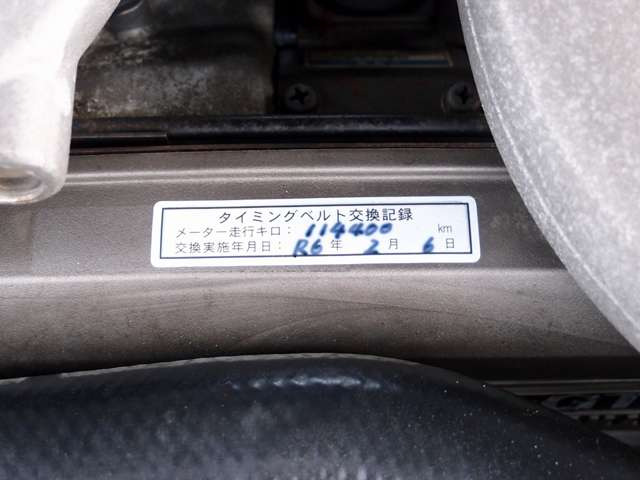 タイミングベルト交換記録
メーター走行キロ： 114400 km
交換実施年月日： R6 年 2 月 6 日